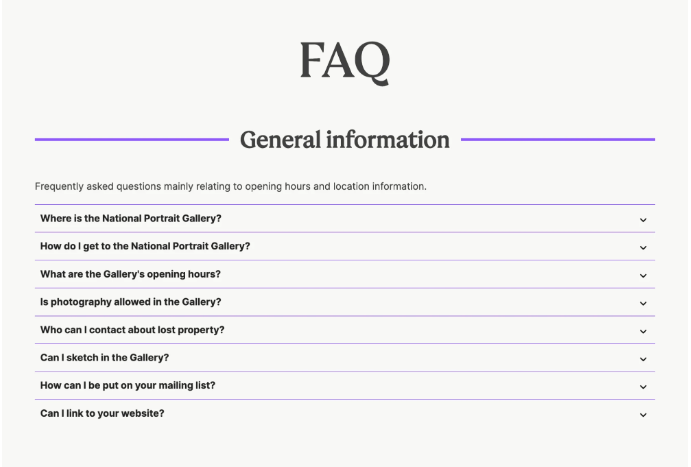 FAQ
General information
Frequently asked questions mainly relating to opening hours and location information.
Where is the National Portrait Gallery?
How do I get to the National Portrait Gallery?
What are the Gallery's opening hours?
Is photography allowed in the Gallery?
Who can I contact about lost property?
Can I sketch in the Gallery?
How can I be put on your mailing list?
Can I link to your website?